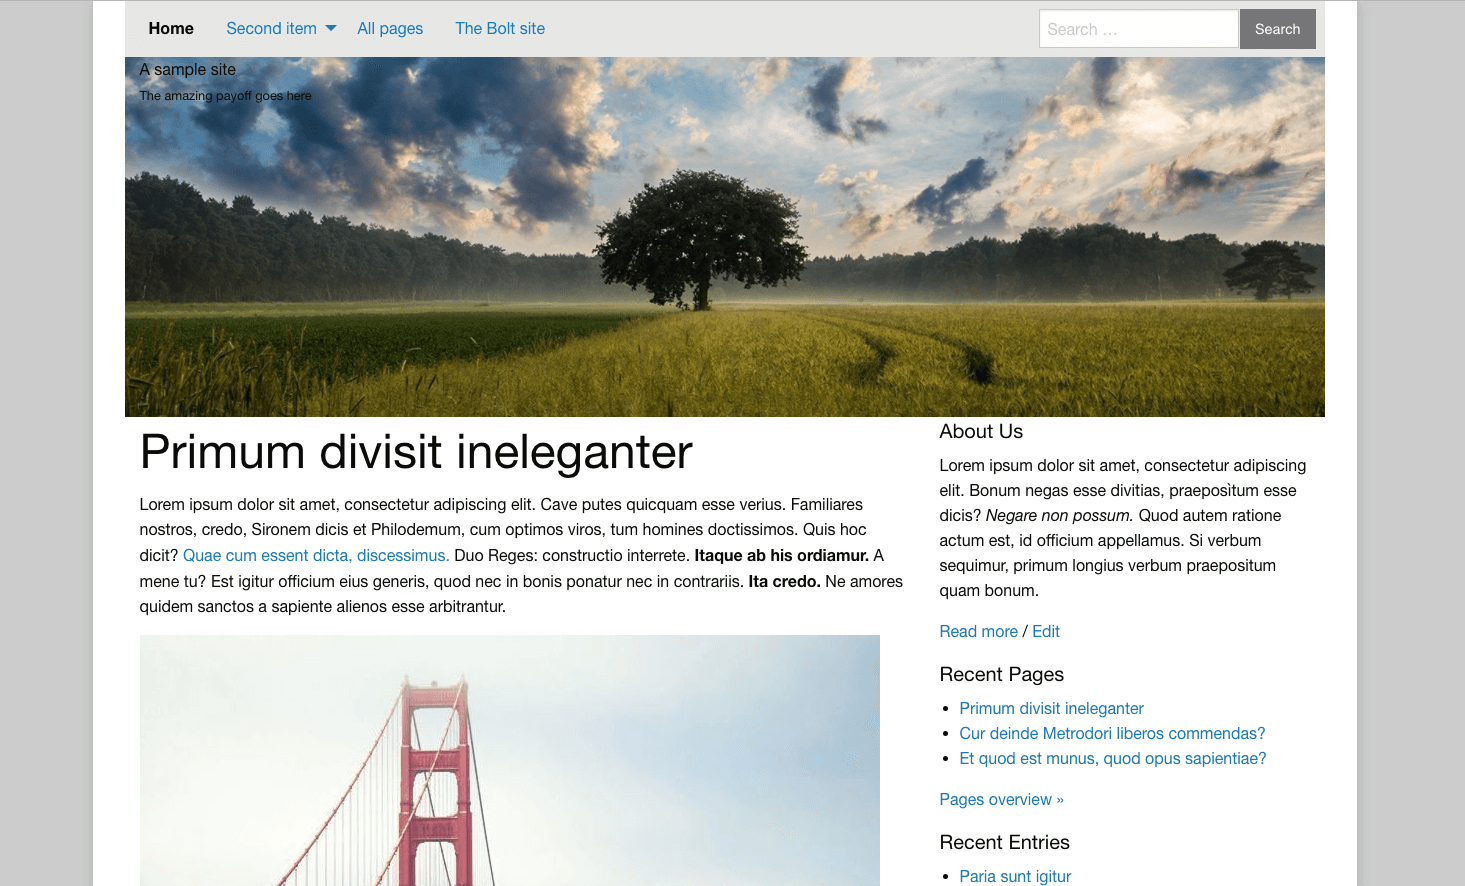 Home Second item All pages The Bolt site Search … Search
A sample site
The amazing payoff goes here
Primum divisit ineleganter
Lorem ipsum dolor sit amet, consectetur adipiscing elit. Cave putes quicquam esse verius. Familiares
nostros, credo, Sironem dicis et Philodemum, cum optimos viros, tum homines doctissimos. Quis hoc
dicit? Quae cum essent dicta, discessimus. Duo Reges: constructio interrete. Itaque ab his ordiamur. A
mene tu? Est igitur officium eius generis, quod nec in bonis ponatur nec in contrariis. Ita credo. Ne amores
quidem sanctos a sapiente alienos esse arbitrantur.
About Us
Lorem ipsum dolor sit amet, consectetur adipiscing
elit. Bonum negas esse divitias, praeposìtum esse
dicis? Negare non possum. Quod autem ratione
actum est, id officium appellamus. Si verbum
sequimur, primum longius verbum praepositum
quam bonum.
Read more / Edit
Recent Pages
• Primum divisit ineleganter
• Cur deinde Metrodori liberos commendas?
• Et quod est munus, quod opus sapientiae?
Pages overview »
Recent Entries
• Paria sunt igitur